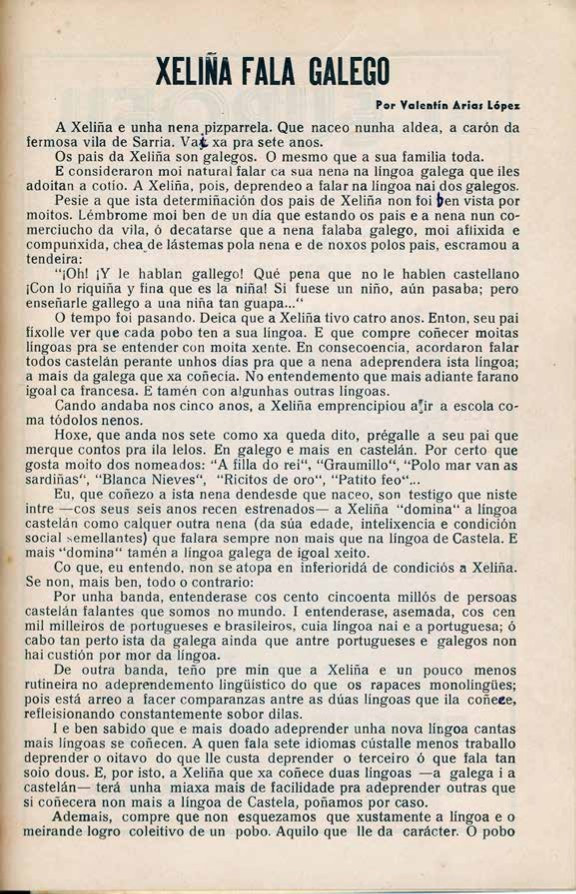 XELIÑA FALA GALEGO
Por Valentín Arias López
A Xeliña e unha nena pizparrela. Que naceo nunha aldea, a carón da
fermosa vila de Sarria. Vai xa pra sete anos.
Os pais da Xeliña son galegos. O mesmo que a sua familia toda.
E consideraron moi natural falar ca sua nena na língoa galega que iles
adoitan a cotío. A Xeliña, pois, deprendeo a falar na língoa nai dos galegos.
Pesie a que ista determiñación dos pais de Xeliña non foi ben vista por
moitos. Lémbrome moi ben de un día que estando os pais e a nena nun co-
merciucho da vila, ó decatarse que a nena falaba galego, moi aflixida e
compunxida, chea de lástemas pola nena e de noxos polos pais, escramou a
tendeira:
"¡Oh! ¡Y le hablan gallego! Qué pena que no le hablen castellano
¡Con lo riquiña y fina que es la niña! Si fuese un niño, aún pasaba; pero
enseñarle gallego a una niña tan guapa..."
O tempo foi pasando. Deica que a Xeliña tivo catro anos. Enton, seu pai
fixolle ver que cada pobo ten a sua língoa. E que compre coñecer moitas
língoas pra se entender con moita xente. En consecoencia, acordaron falar
todos castelán perante unhos días pra que a nena adeprendera ista lingoa;
a mais da galega que xa coñecia. No entendemento que mais adiante farano
igoal ca francesa. E tamén con algunhas outras língoas.
Cando andaba nos cinco anos, a Xeliña emprencipiou a ir a escola co-
ma tódolos nenos.
Hoxe, que anda nos sete como xa queda dito, prégalle a seu pai que
merque contos pra ila lelos. En galego e mais en castelán. Por certo que
gosta moito dos nomeados: "A filla do rei", "Graumillo", "Polo mar van as
sardiñas", "Blanca Nieves", "Ricitos de oro", "Patito feo"...
Eu, que coñezo a ista nena dendesde que naceo, son testigo que niste
intre —cos seus seis anos recen estrenados— a Xeliña "domina" a língoa
castelán como calquer outra nena (da súa edade, intelixencia e condición
social semellantes) que falara sempre non mais que na língoa de Castela. E
mais "domina" tamén a língoa galega de igoal xeito.
Co que, eu entendo, non se atopa en inferioridá de condiciós a Xeliña.
Se non, mais ben, todo o contrario:
Por unha banda, entenderase cos cento cincoenta millós de persoas
castelán falantes que somos no mundo. I entenderase, asemada, cos cen
mil milleiros de portugueses e brasileiros, cuia língoa nai e a portuguesa; ó
cabo tan perto ista da galega ainda que antre portugueses e galegos non
hai custión por mor da língoa.
De outra banda, teño pre min que a Xeliña e un pouco menos
rutineira no adeprendemento lingüistico do que os rapaces monolingües;
pois está arreo a facer comparanzas antre as dúas lingoas que ila coñece,
refleisionando constantemente sobor dilas.
I e ben sabido que e mais doado adeprender unha nova língoa cantas
mais língoas se coñecen. A quen fala sete idiomas cústalle menos traballo
deprender o oitavo do que lle custa deprender o terceiro ó que fala tan
soio dous. E, por isto, a Xeliña que xa coñece duas língoas —a galega i a
castelán— terá unha miaxa mais de facilidade pra adeprender outras que
si coñecera non mais a língoa de Castela, poñamos por caso.
Ademais, compre que non esquezamos que xustamente a língoa e o
meirande logro coleitivo de un pobo. Aquilo que lle da carácter. O pobo